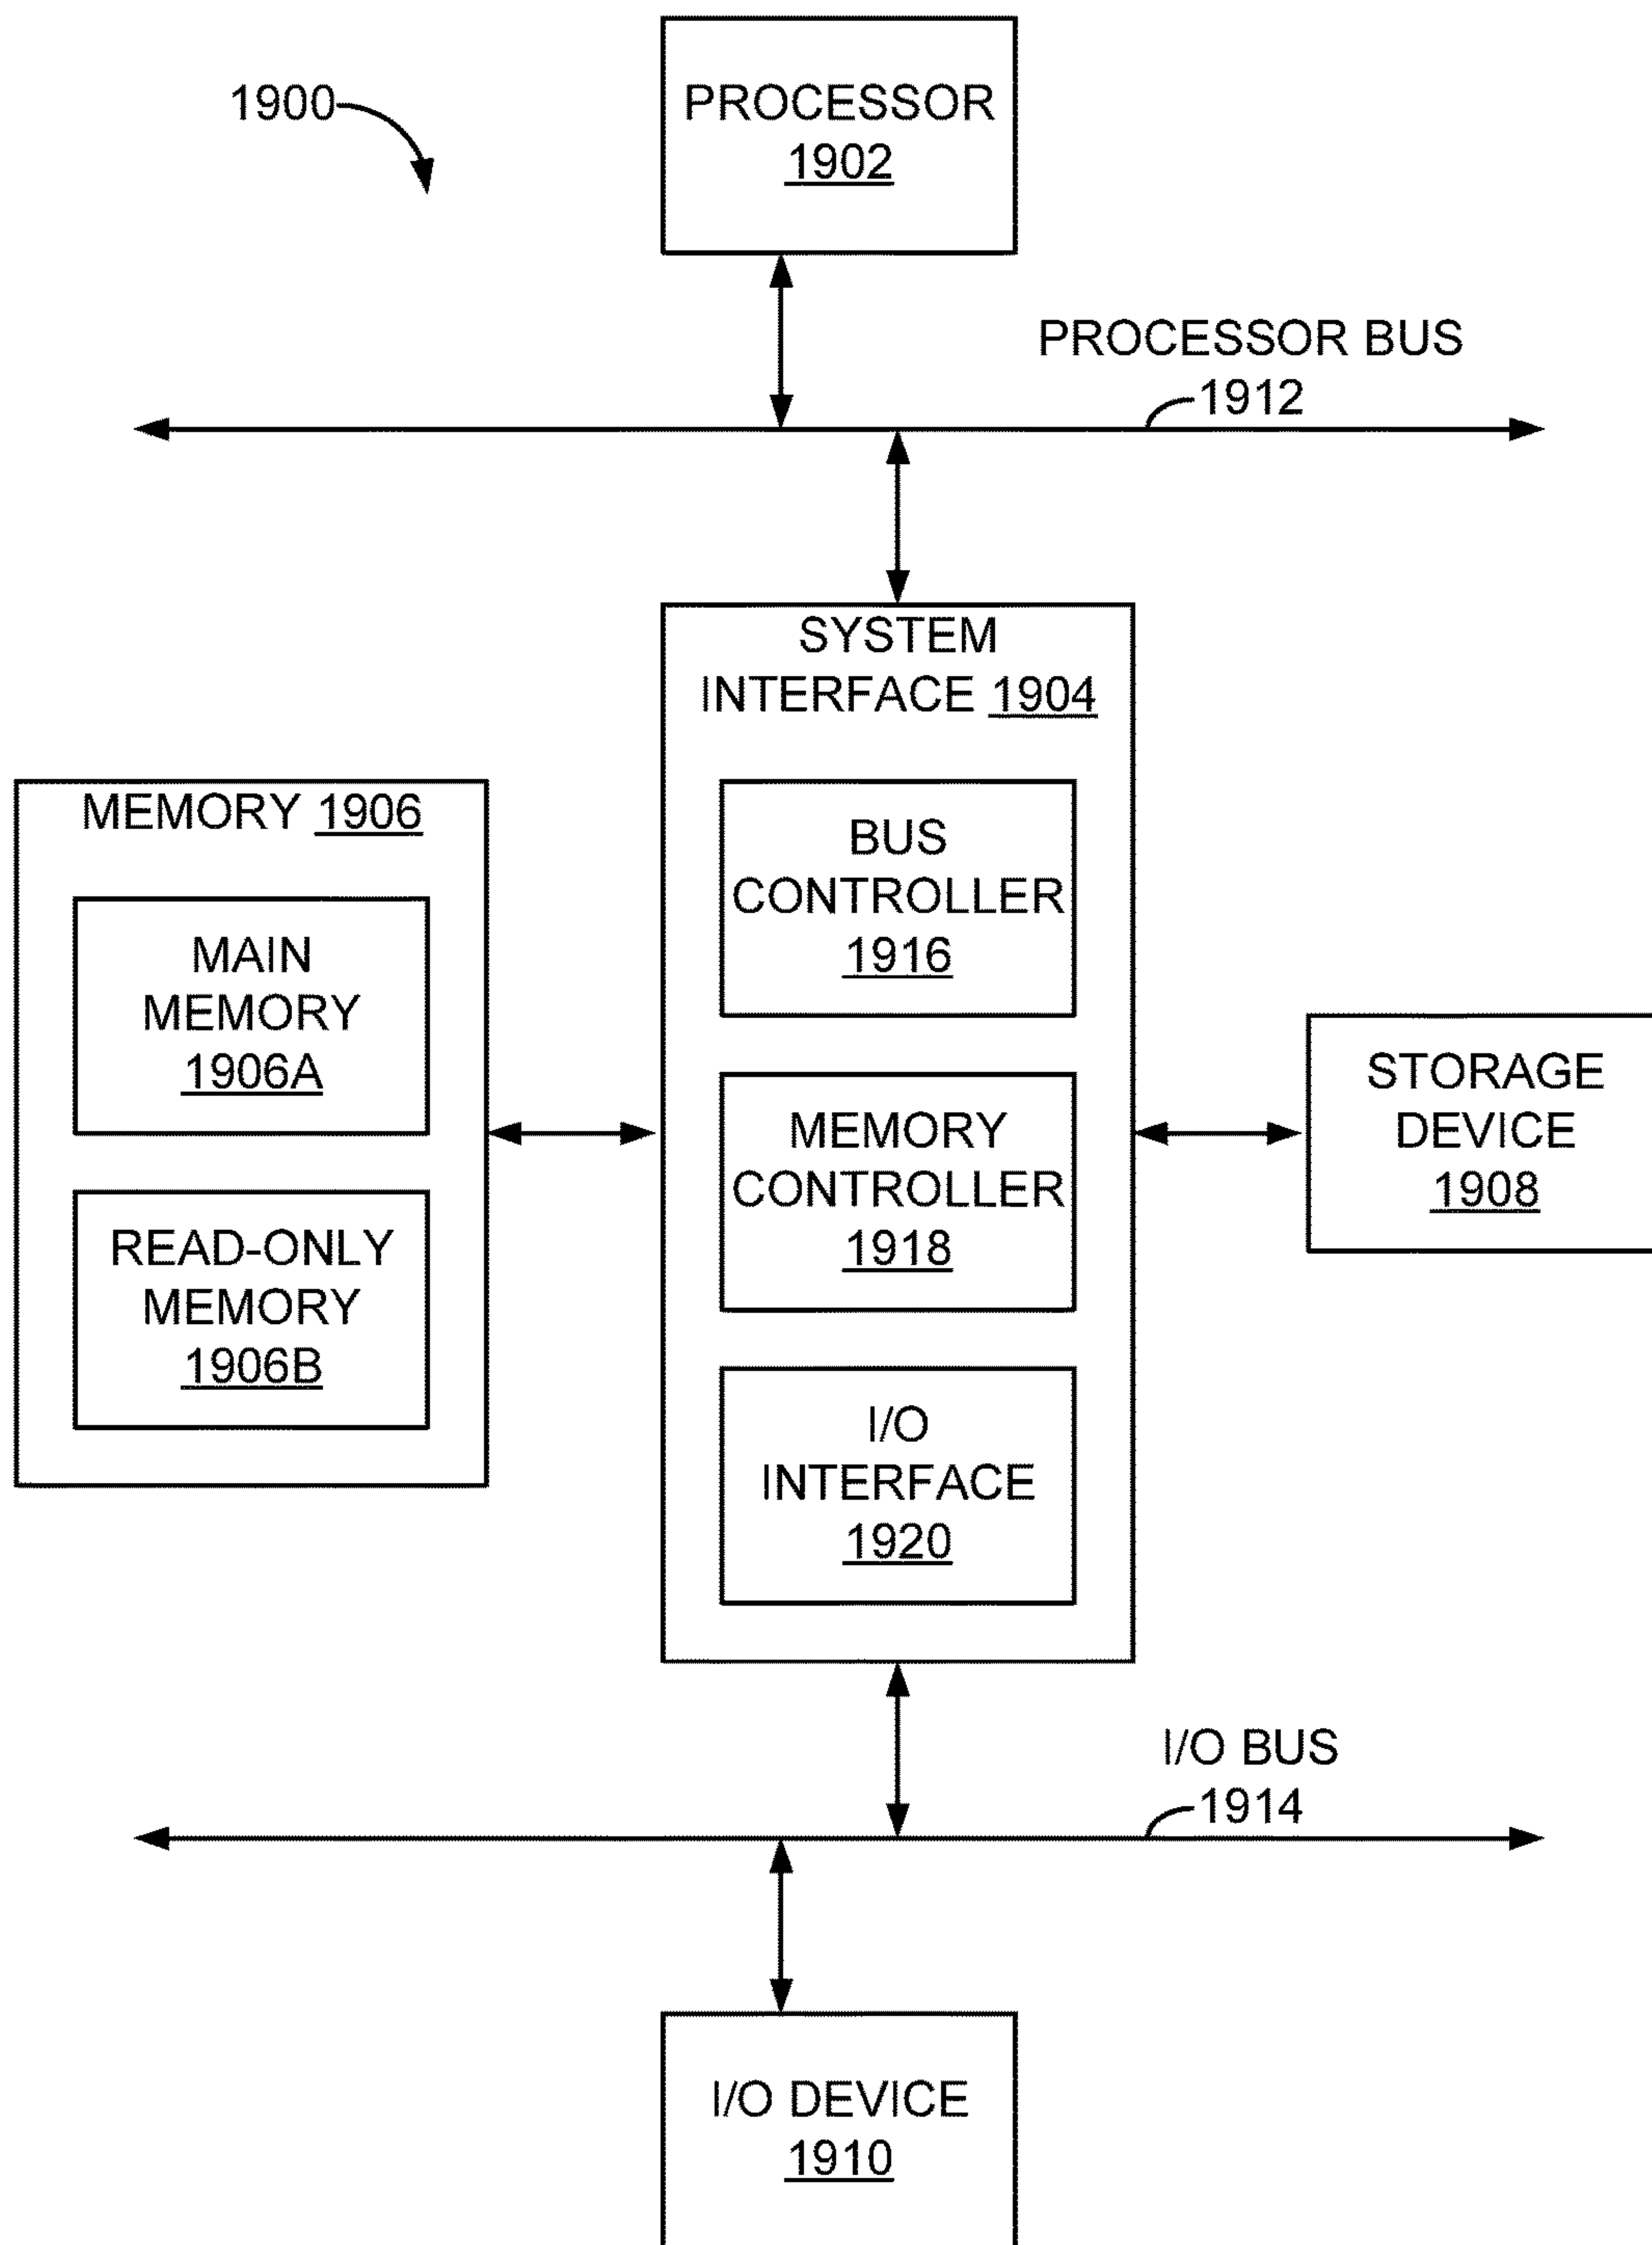 1900
PROCESSOR
1902
PROCESSOR BUS
1912
SYSTEM
INTERFACE 1904
MEMORY 1906
MAIN
MEMORY
1906A
READ-ONLY
MEMORY
1906B
BUS
CONTROLLER
1916
MEMORY
CONTROLLER
1918
I/O
INTERFACE
1920
STORAGE
DEVICE
1908
I/O BUS
1914
I/O DEVICE
1910